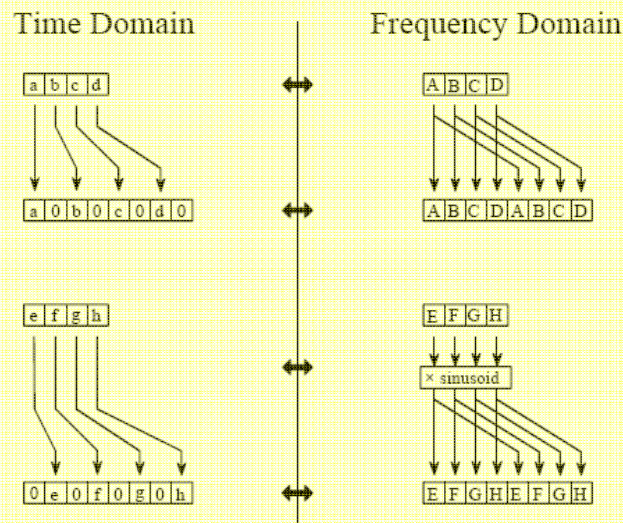 Time Domain Frequency Domain
a b c d A B C D
a 0 b 0 c 0 d 0 A B C D A B C D
e f g h E F G H
× sinusoid
0 e 0 f 0 g 0 h E F G H E F G H